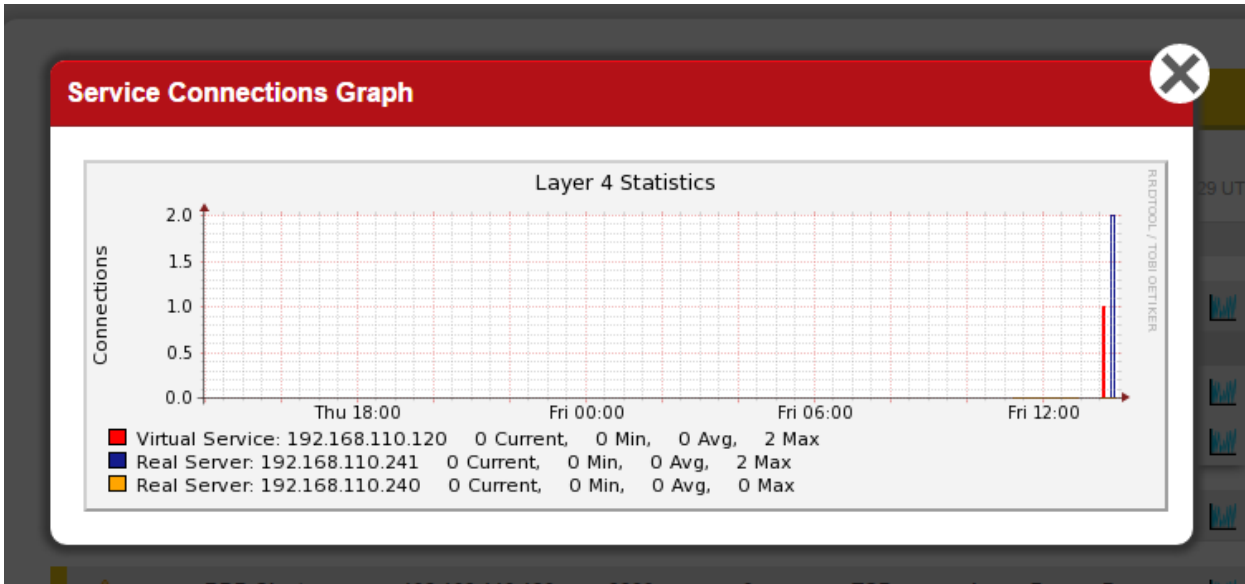 Service Connections Graph
Layer 4 Statistics
RRDTOOL / TOBI OETIKER
29 UT
Connections
2.0
1.5
1.0
0.5
0.0
Thu 18:00 Fri 00:00 Fri 06:00 Fri 12:00
Virtual Service: 192.168.110.120 0 Current, 0 Min, 0 Avg, 2 Max
Real Server: 192.168.110.241 0 Current, 0 Min, 0 Avg, 2 Max
Real Server: 192.168.110.240 0 Current, 0 Min, 0 Avg, 0 Max